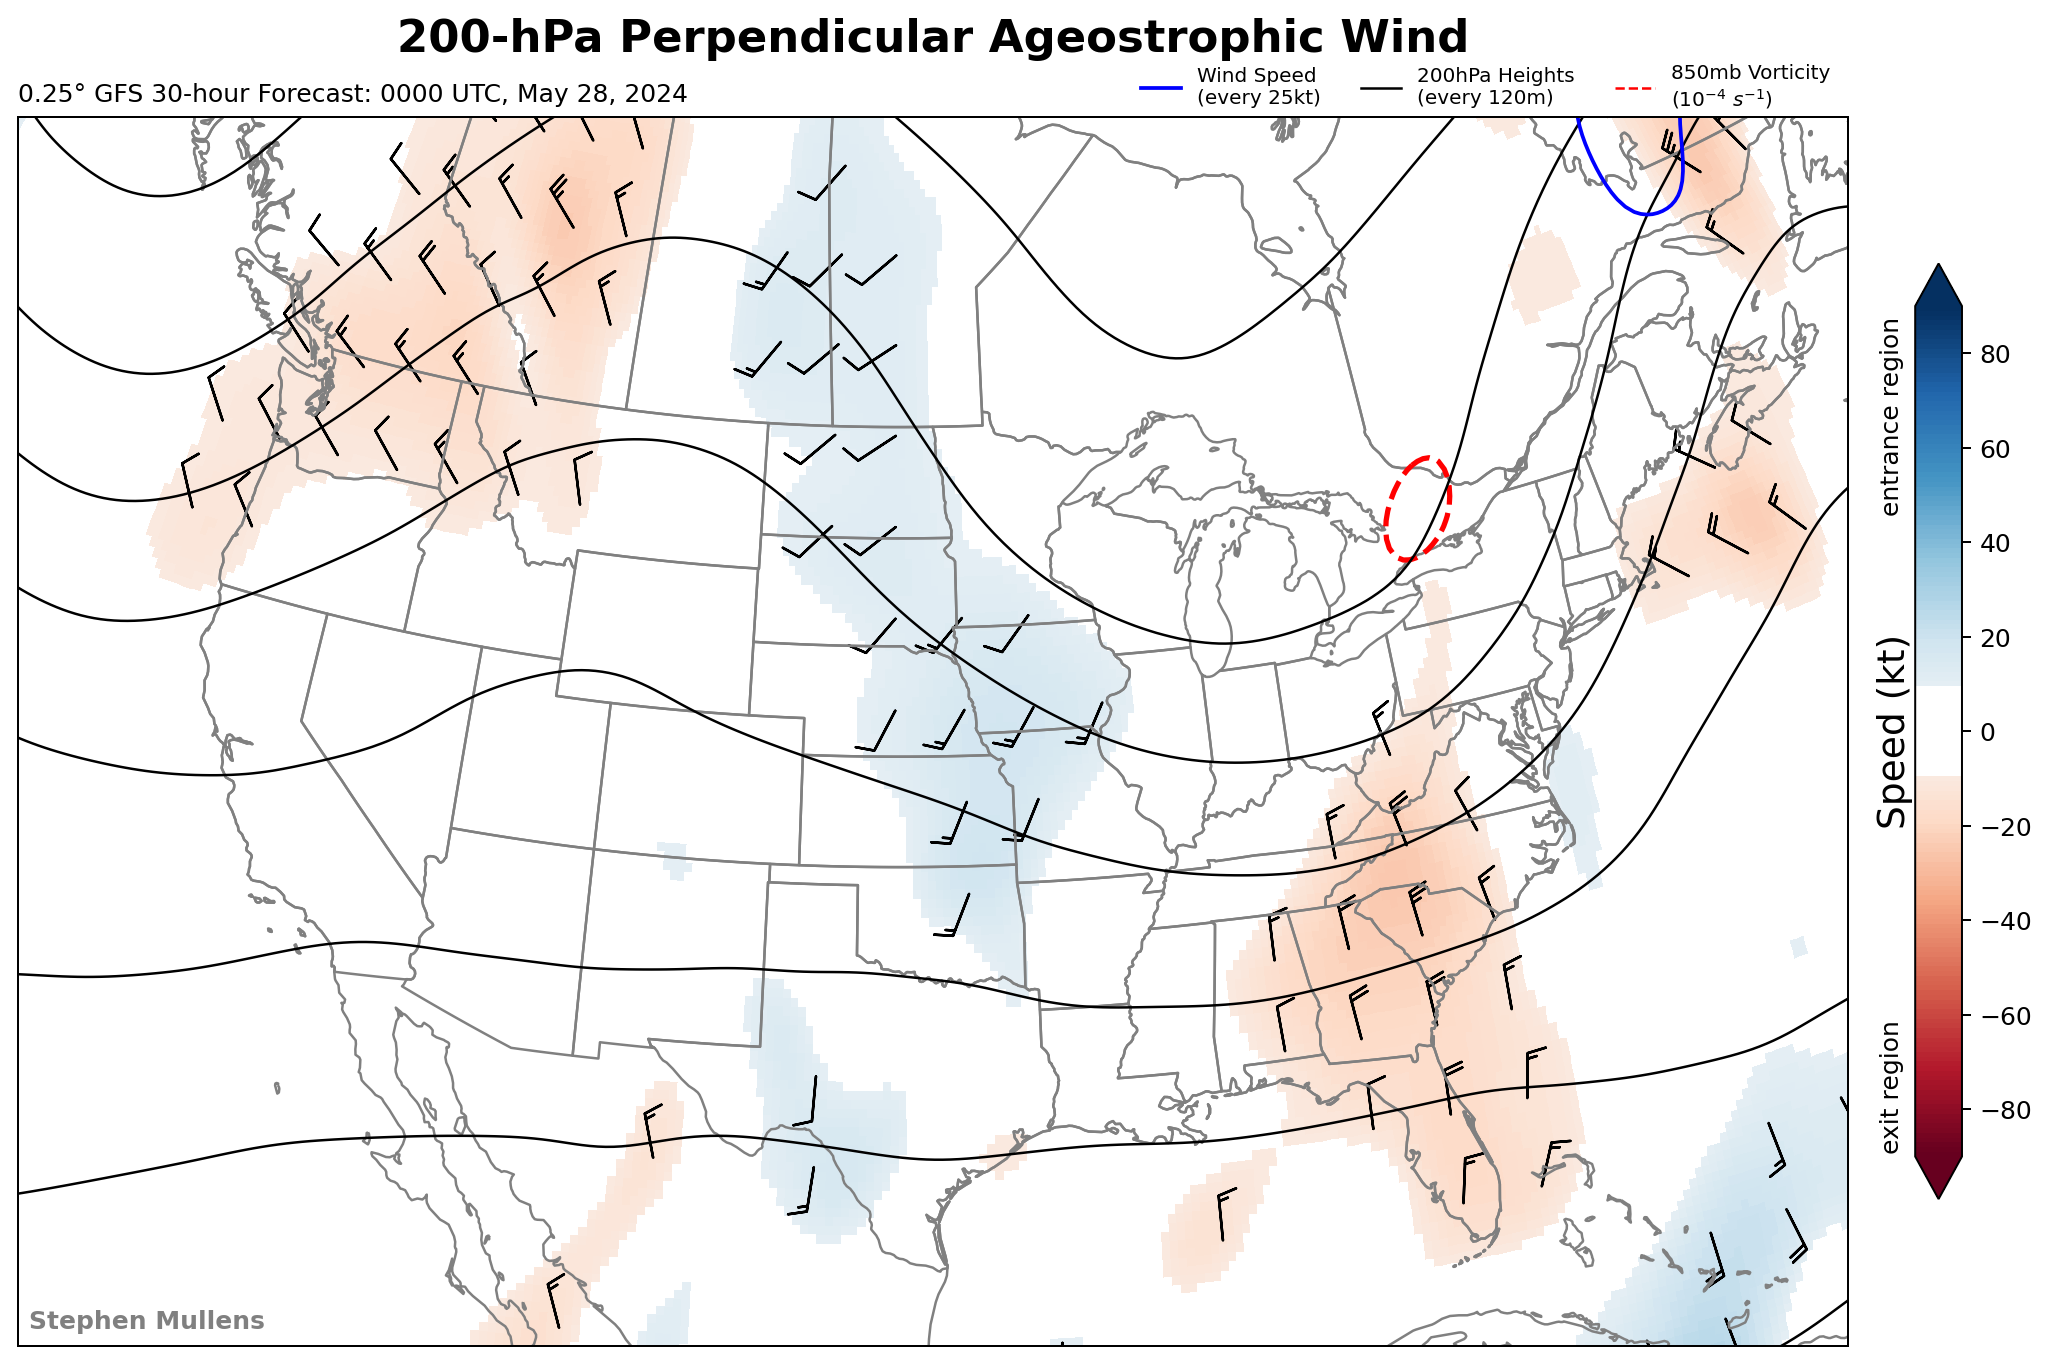 200-hPa Perpendicular Ageostrophic Wind
0.25° GFS 30-hour Forecast: 0000 UTC, May 28, 2024
Wind Speed
(every 25kt)
200hPa Heights
(every 120m)
850mb Vorticity
(10⁻⁴ s⁻¹)
entrance region
Speed (kt)
exit region
80
60
40
20
0
−20
−40
−60
−80
Stephen Mullens